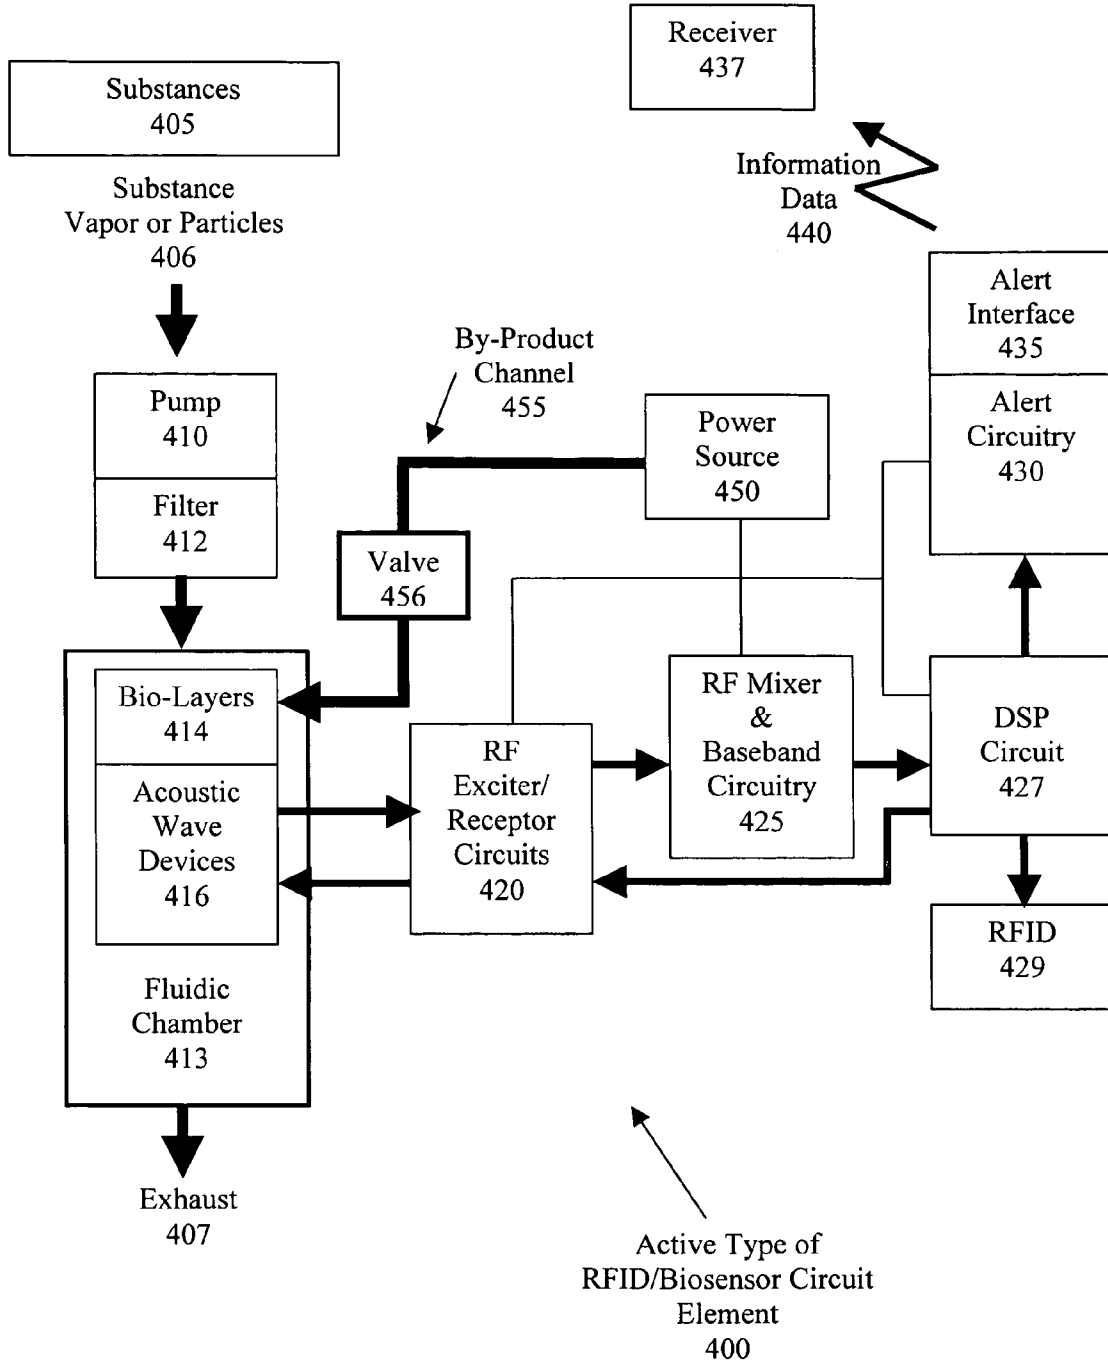 Receiver
437
Substances
405
Substance
Vapor or Particles
406
Information
Data
440
Alert
Interface
435
By-Product
Channel
455
Pump
410
Power
Source
450
Alert
Circuitry
430
Filter
412
Valve
456
Bio-Layers
414
RF Mixer
&
Baseband
Circuitry
425
DSP
Circuit
427
RF
Exciter/
Receptor
Circuits
420
Acoustic
Wave
Devices
416
RFID
429
Fluidic
Chamber
413
Exhaust
407
Active Type of
RFID/Biosensor Circuit
Element
400